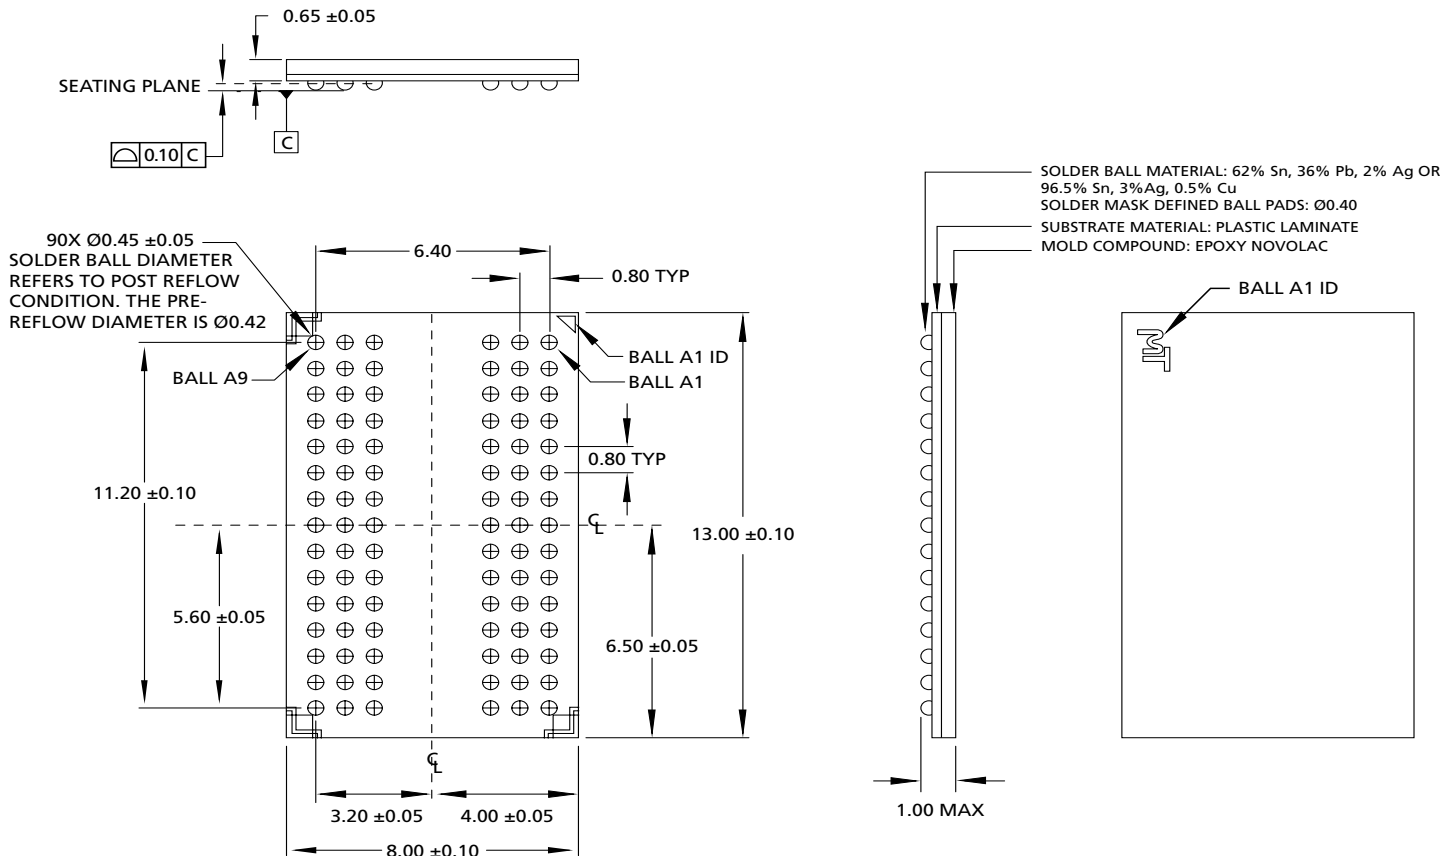 0.65 ±0.05
SEATING PLANE
C
0.10 C
SOLDER BALL MATERIAL: 62% Sn, 36% Pb, 2% Ag OR
96.5% Sn, 3%Ag, 0.5% Cu
SOLDER MASK DEFINED BALL PADS: Ø0.40
SUBSTRATE MATERIAL: PLASTIC LAMINATE
MOLD COMPOUND: EPOXY NOVOLAC
90X Ø0.45 ±0.05
SOLDER BALL DIAMETER
REFERS TO POST REFLOW
CONDITION. THE PRE-
REFLOW DIAMETER IS Ø0.42
6.40
0.80 TYP
BALL A1 ID
BALL A1 ID
BALL A1
BALL A9
0.80 TYP
11.20 ±0.10
CL
13.00 ±0.10
5.60 ±0.05
6.50 ±0.05
CL
3.20 ±0.05
4.00 ±0.05
8.00 ±0.10
1.00 MAX